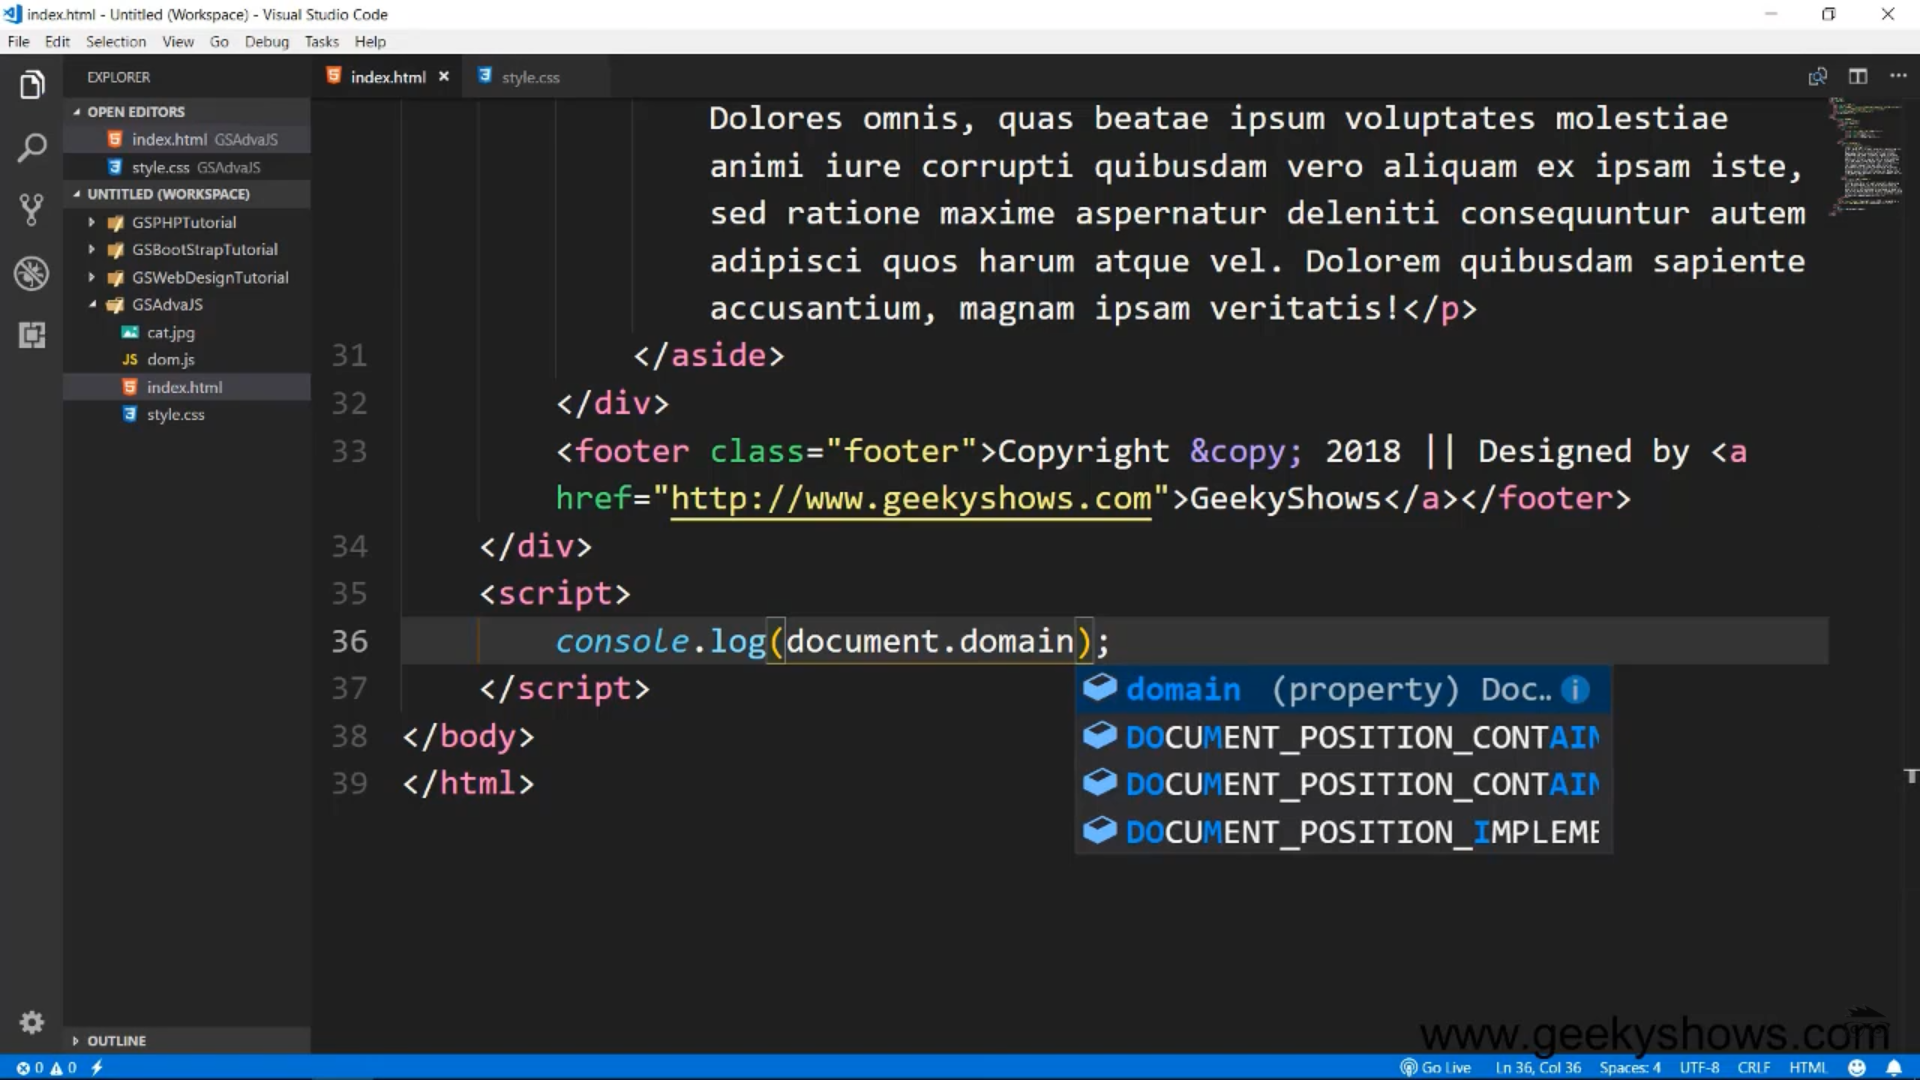 index.html - Untitled (Workspace) - Visual Studio Code
File Edit Selection View Go Debug Tasks Help
EXPLORER
index.html
style.css
OPEN EDITORS
index.html GSAdvaJS
style.css GSAdvaJS
UNTITLED (WORKSPACE)
GSPHPTutorial
GSBootStrapTutorial
GSWebDesignTutorial
GSAdvaJS
cat.jpg
JS dom.js
index.html
style.css
OUTLINE
Dolores omnis, quas beatae ipsum voluptates molestiae
animi iure corrupti quibusdam vero aliquam ex ipsam iste,
sed ratione maxime aspernatur deleniti consequuntur autem
adipisci quos harum atque vel. Dolorem quibusdam sapiente
accusantium, magnam ipsam veritatis!</p>
31 </aside>
32 </div>
33 <footer class="footer">Copyright &copy; 2018 || Designed by <a
href="http://www.geekyshows.com">GeekyShows</a></footer>
34 </div>
35 <script>
36 console.log(document.domain);
37 </script>
38 </body>
39 </html>
domain (property) Doc..
DOCUMENT_POSITION_CONTAIN
DOCUMENT_POSITION_CONTAIN
DOCUMENT_POSITION_IMPLEME
www.geekyshows.com
0 0 Go Live Ln 36, Col 36 Spaces: 4 UTF-8 CRLF HTML